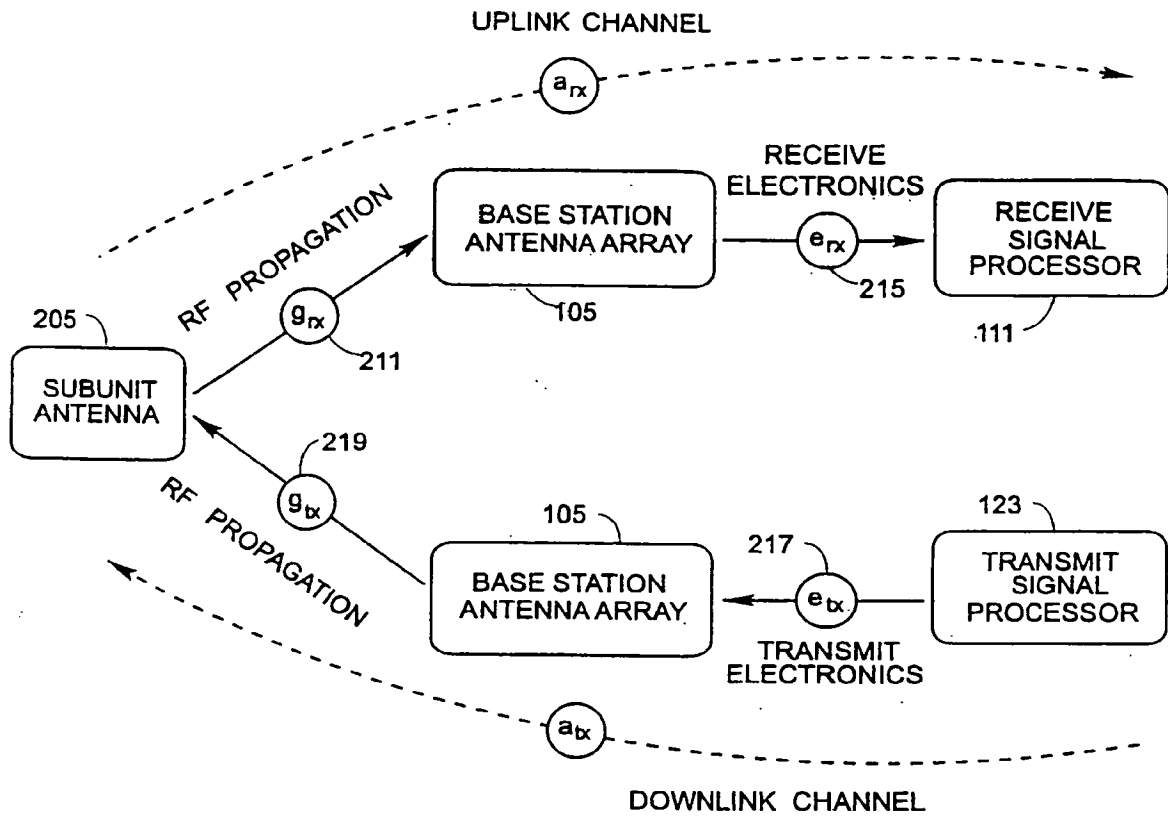 UPLINK CHANNEL
a_rx
RF PROPAGATION
RECEIVE
ELECTRONICS
BASE STATION
ANTENNA ARRAY
105
e_rx
215
RECEIVE
SIGNAL
PROCESSOR
111
g_rx
211
205
SUBUNIT
ANTENNA
219
g_tx
RF PROPAGATION
105
BASE STATION
ANTENNA ARRAY
217
e_tx
TRANSMIT
ELECTRONICS
123
TRANSMIT
SIGNAL
PROCESSOR
a_tx
DOWNLINK CHANNEL